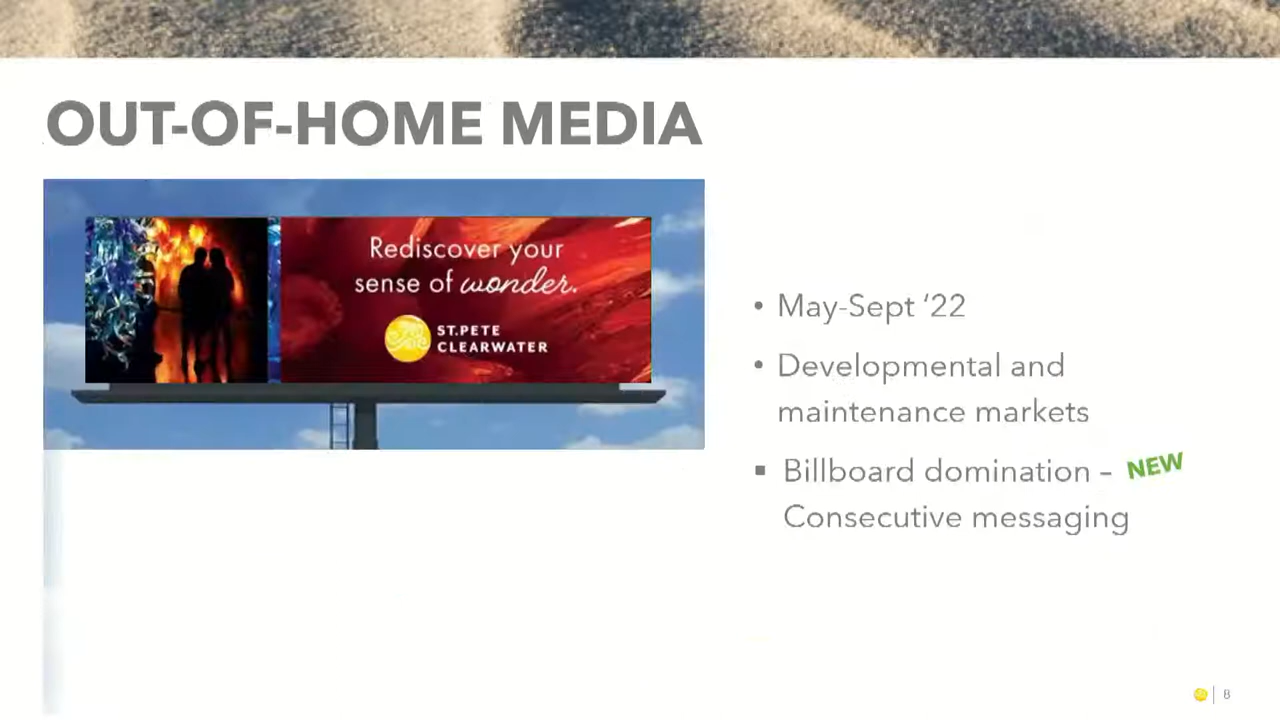 OUT-OF-HOME MEDIA
Rediscover your
sense of wonder.
ST.PETE
CLEARWATER
• May-Sept ‘22
• Developmental and
maintenance markets
▪ Billboard domination – NEW
Consecutive messaging
8